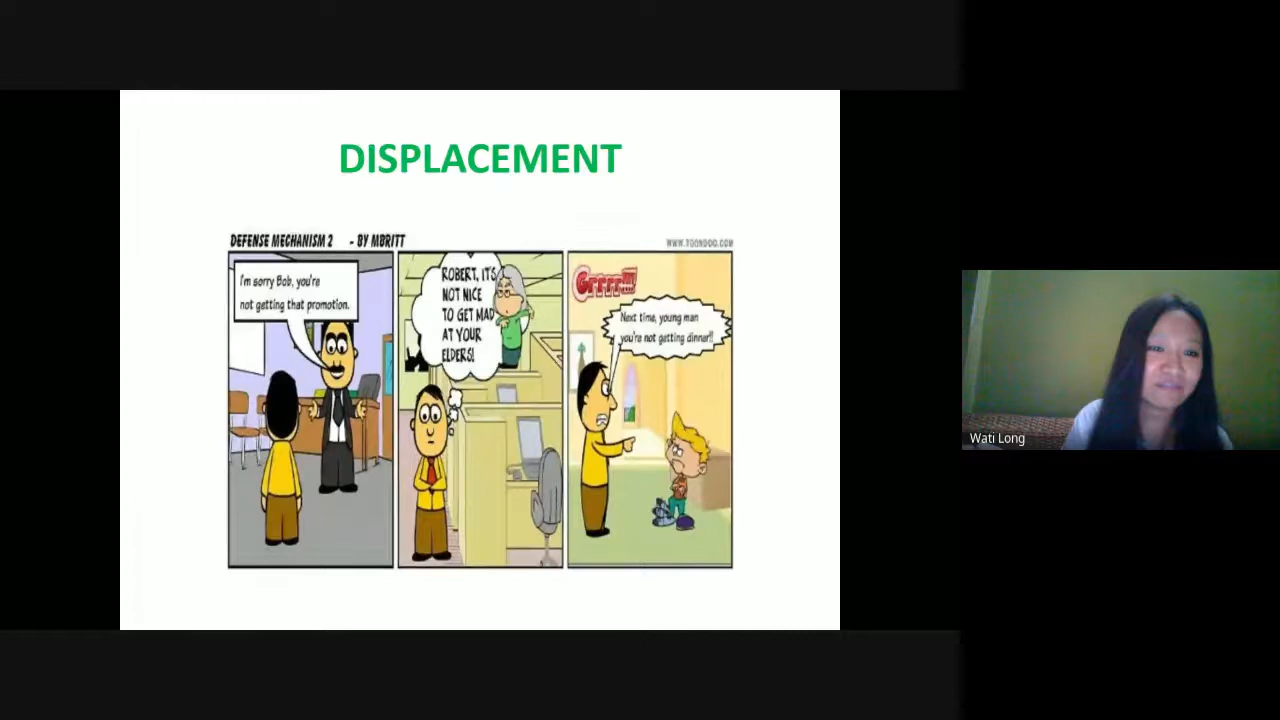 DISPLACEMENT
DEFENSE MECHANISM 2 - BY MBRITT
WWW.TOONDOO.COM
I'm sorry Bob, you're
not getting that promotion.
ROBERT, IT'S
NOT NICE
TO GET MAD
AT YOUR
ELDERS!
Grrrr!!!!
Next time, young man
you're not getting dinner!!
Wati Long